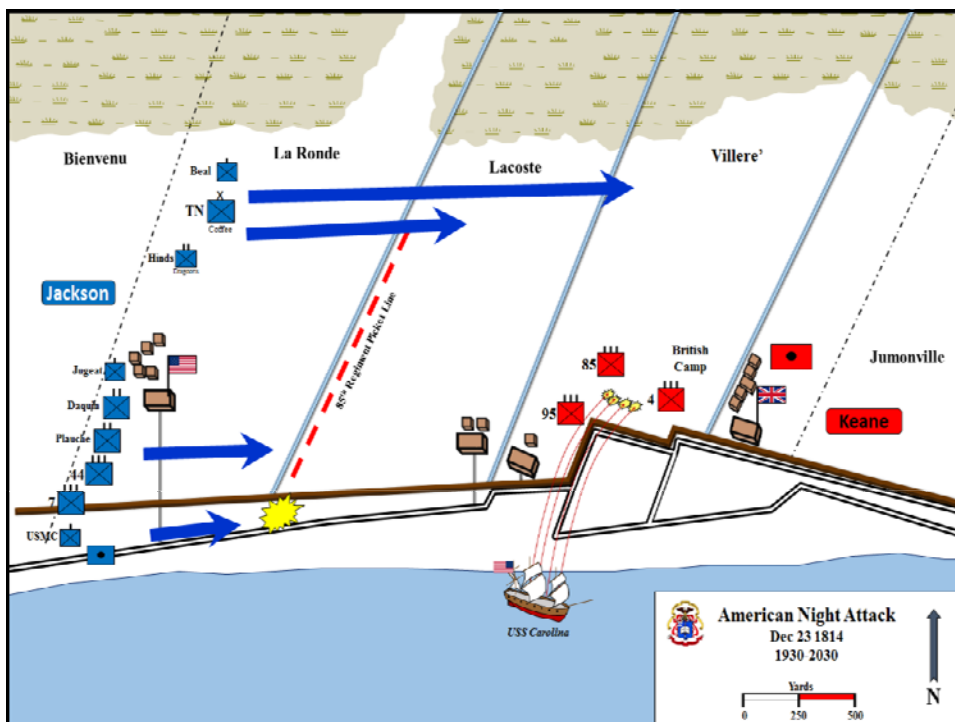 Bienvenu
La Ronde
Lacoste
Villere’
Jumonville
Beal
X
TN
Coffee
Hinds
Dragoons
Jackson
85th Regiment Picket Line
Jugeat
Daquin
Plauche
44
7
USMC
85
95
4
British
Camp
Keane
USS Carolina
American Night Attack
Dec 23 1814
1930-2030
Yards
0 250 500
N